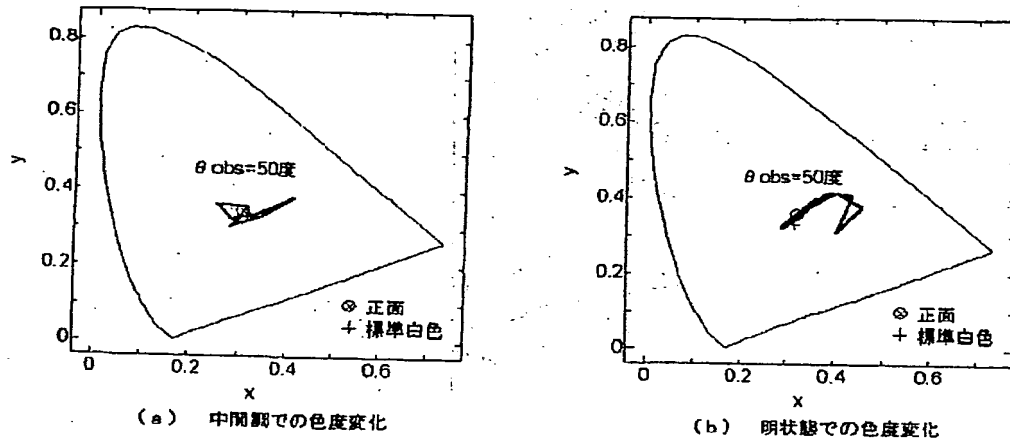 0.8
0.6
0.4
0.2
0
y
θ obs=50度
⊗ 正面
+ 標準白色
0 0.2 0.4 0.6
x
(a) 中間調での色度変化
0.8
0.6
0.4
0.2
0
y
θ obs=50度
⊗ 正面
+ 標準白色
0 0.2 0.4 0.6
x
(b) 明状態での色度変化